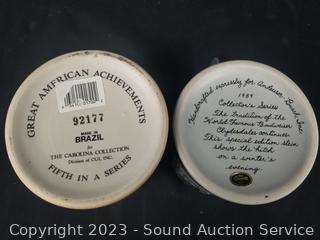 GREAT AMERICAN ACHIEVEMENTS
92177
MADE IN
BRAZIL
for
THE CAROLINA COLLECTION
Division of CUI, INC.
FIFTH IN A SERIES
Handcrafted expressly for Anheuser-Busch, Inc.
1989
Collector's Series
The Tradition of the
World Famous Budweiser
Clydesdales continues.
This special edition stein
shows the hitch
on a winter's
evening.
Copyright 2023 - Sound Auction Service